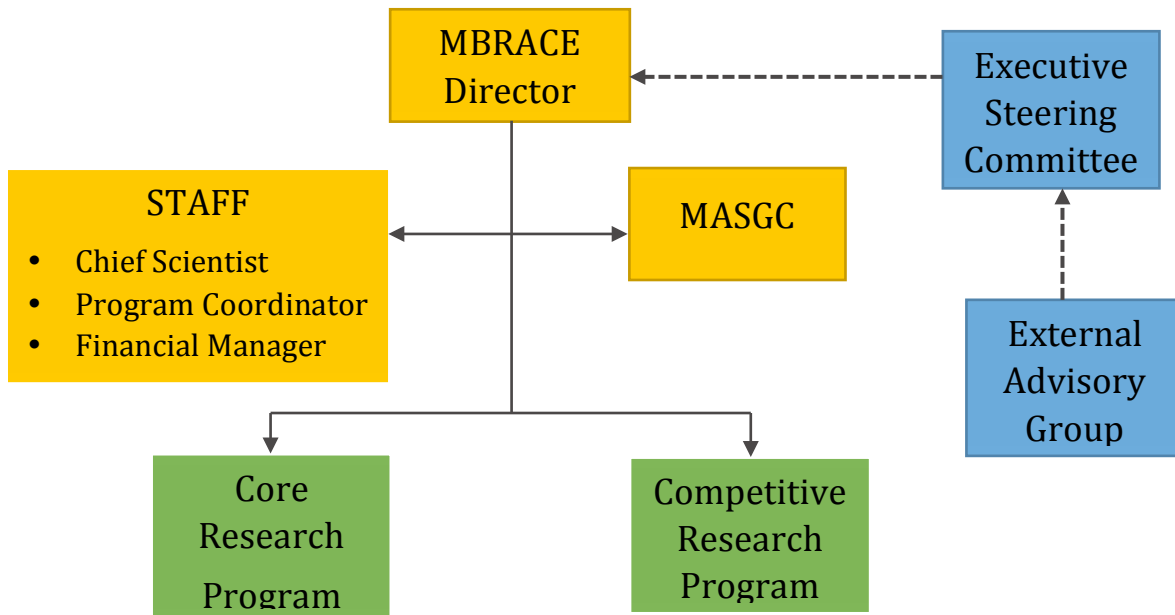 MBRACE
Director
Executive
Steering
Committee
STAFF
• Chief Scientist
• Program Coordinator
• Financial Manager
MASGC
External
Advisory
Group
Core
Research
Program
Competitive
Research
Program